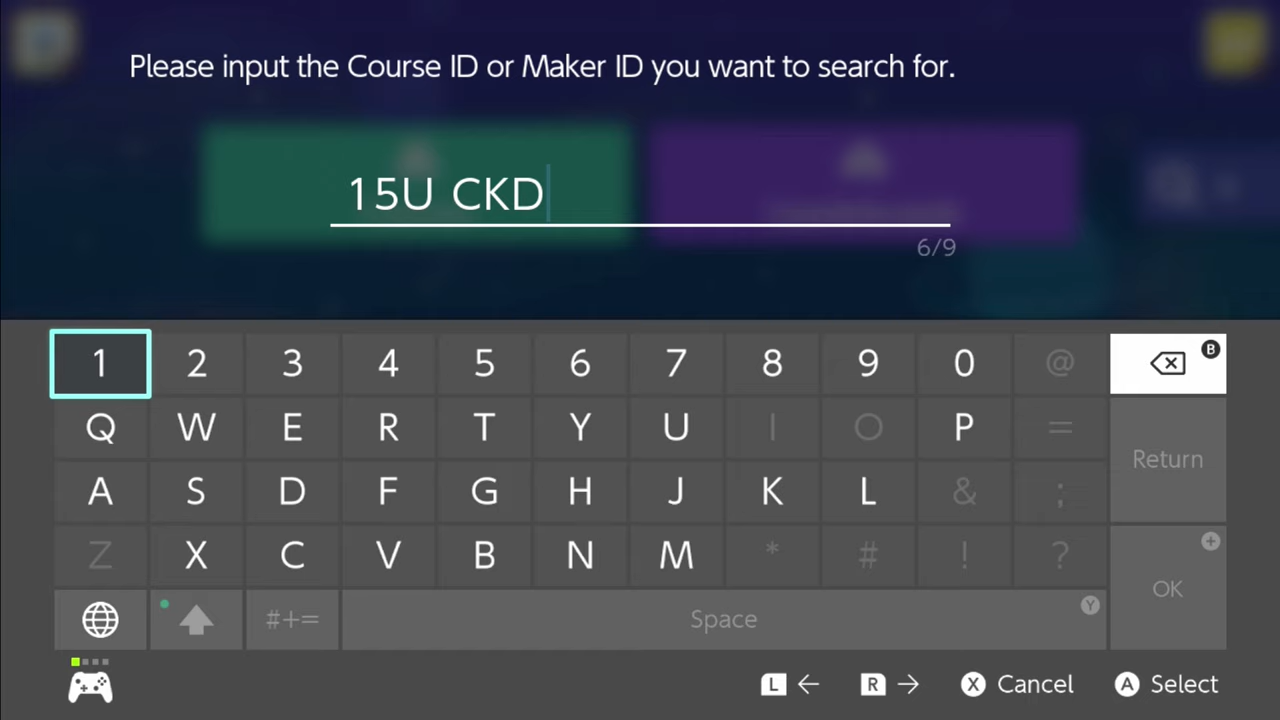 Please input the Course ID or Maker ID you want to search for.
15U CKD
6/9
1 2 3 4 5 6 7 8 9 0 @ B
Q W E R T Y U I O P = Return
A S D F G H J K L & ;
Z X C V B N M * # ! ? + OK
#+= Space Y
L ← R → X Cancel A Select